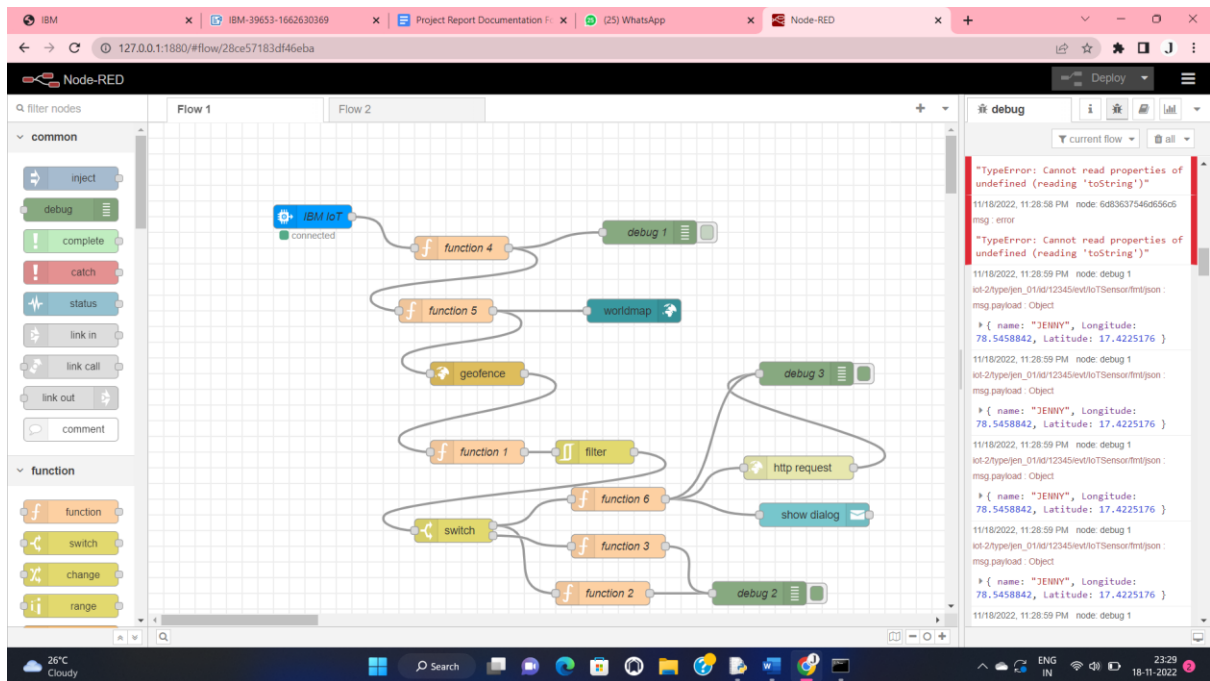 IBM
IBM-39653-1662630369
Project Report Documentation Fo
(25) WhatsApp
Node-RED
127.0.0.1:1880/#flow/28ce57183df46eba
J
Node-RED
Deploy
filter nodes
Flow 1
Flow 2
debug
i
current flow
all
common
inject
debug
complete
catch
status
link in
link call
link out
comment
function
function
switch
change
range
IBM IoT
connected
function 4
debug 1
function 5
worldmap
geofence
debug 3
function 1
filter
http request
function 6
show dialog
switch
function 3
function 2
debug 2
"TypeError: Cannot read properties of
undefined (reading 'toString')"
11/18/2022, 11:28:58 PM node: 6d83637546d656c6
msg : error
"TypeError: Cannot read properties of
undefined (reading 'toString')"
11/18/2022, 11:28:59 PM node: debug 1
iot-2/type/jen_01/id/12345/evt/IoTSensor/fmt/json :
msg.payload : Object
{ name: "JENNY", Longitude:
78.5458842, Latitude: 17.4225176 }
11/18/2022, 11:28:59 PM node: debug 1
iot-2/type/jen_01/id/12345/evt/IoTSensor/fmt/json :
msg.payload : Object
{ name: "JENNY", Longitude:
78.5458842, Latitude: 17.4225176 }
11/18/2022, 11:28:59 PM node: debug 1
iot-2/type/jen_01/id/12345/evt/IoTSensor/fmt/json :
msg.payload : Object
{ name: "JENNY", Longitude:
78.5458842, Latitude: 17.4225176 }
11/18/2022, 11:28:59 PM node: debug 1
iot-2/type/jen_01/id/12345/evt/IoTSensor/fmt/json :
msg.payload : Object
{ name: "JENNY", Longitude:
78.5458842, Latitude: 17.4225176 }
11/18/2022, 11:28:59 PM node: debug 1
26°C
Cloudy
Search
ENG
IN
23:29
18-11-2022
2